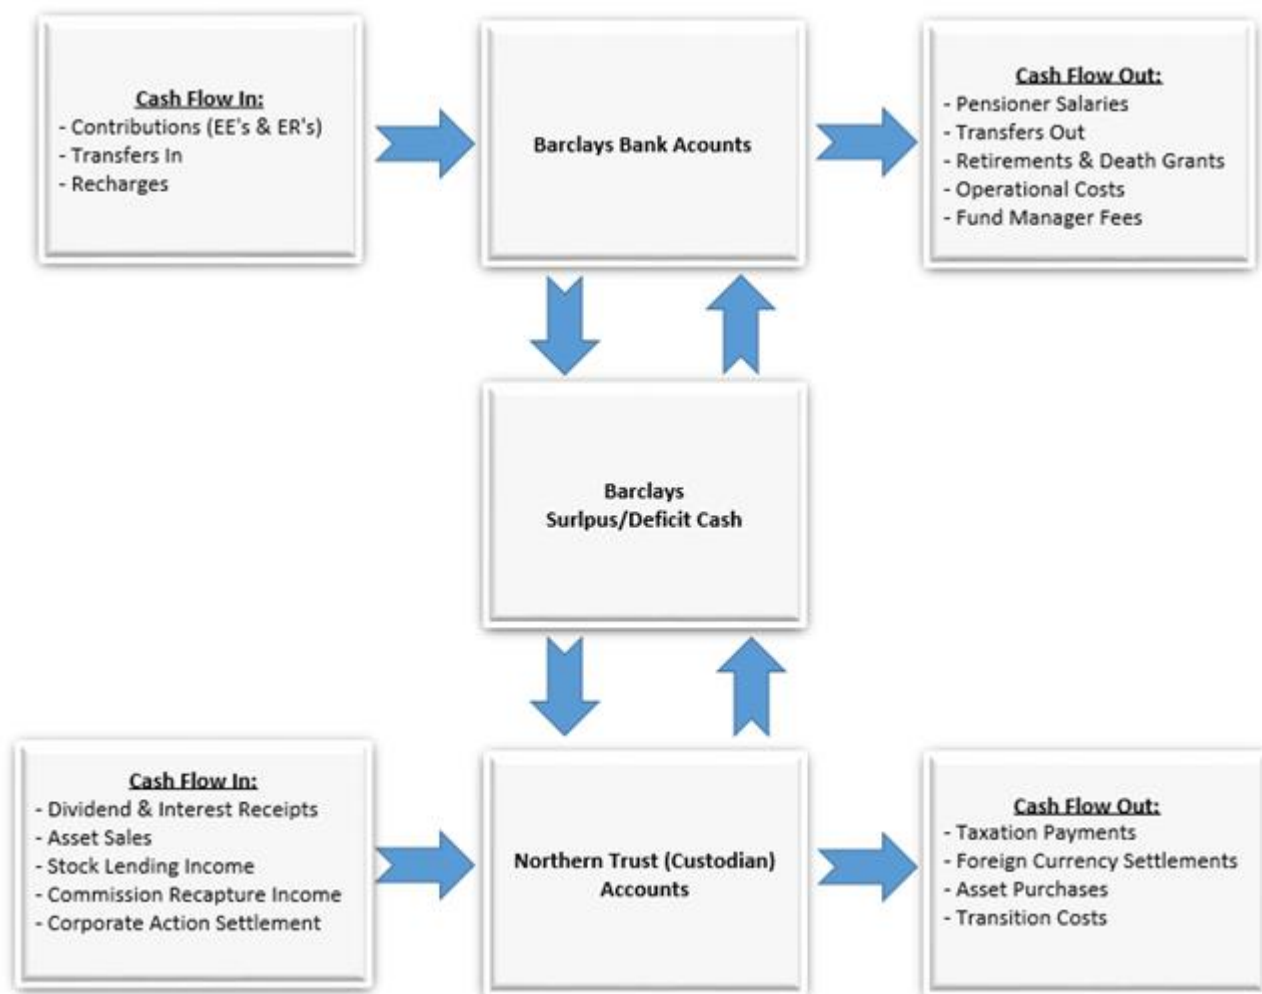 Cash Flow In:
- Contributions (EE's & ER's)
- Transfers In
- Recharges
Barclays Bank Acounts
Cash Flow Out:
- Pensioner Salaries
- Transfers Out
- Retirements & Death Grants
- Operational Costs
- Fund Manager Fees
Barclays
Surlpus/Deficit Cash
Cash Flow In:
- Dividend & Interest Receipts
- Asset Sales
- Stock Lending Income
- Commission Recapture Income
- Corporate Action Settlement
Northern Trust (Custodian)
Accounts
Cash Flow Out:
- Taxation Payments
- Foreign Currency Settlements
- Asset Purchases
- Transition Costs